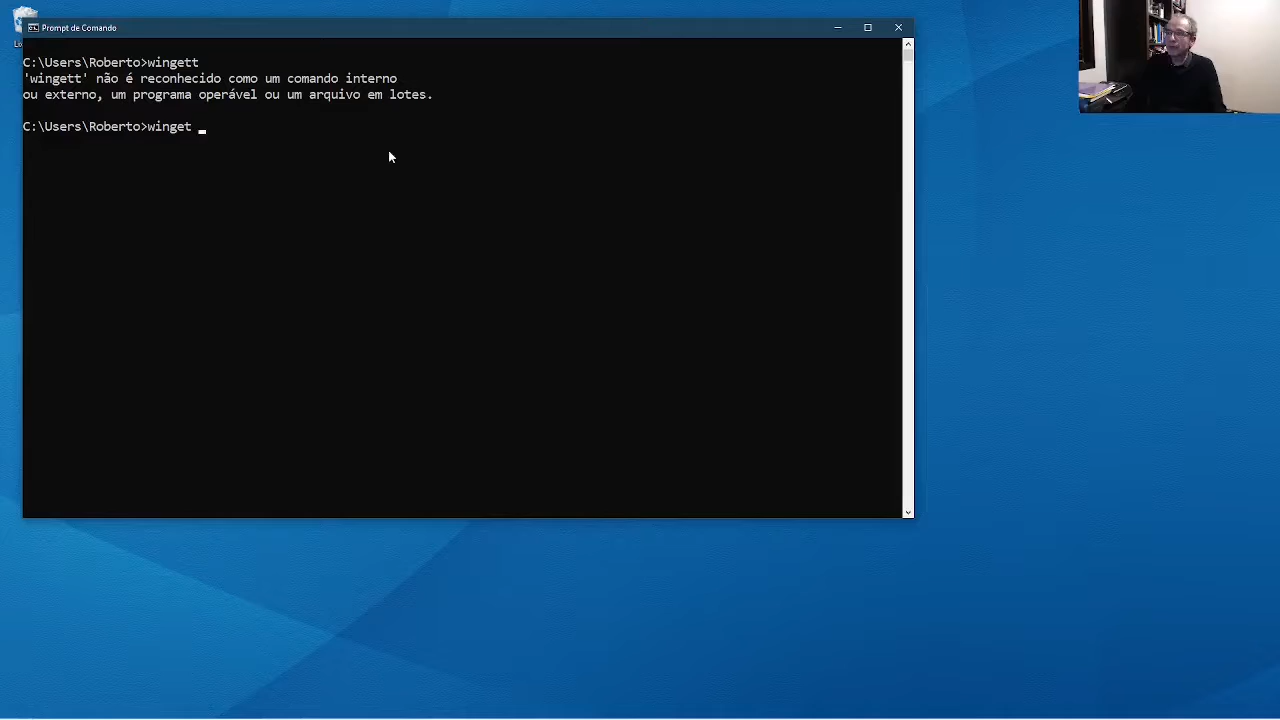 Prompt de Comando
C:\Users\Roberto>wingett
'wingett' não é reconhecido como um comando interno
ou externo, um programa operável ou um arquivo em lotes.
C:\Users\Roberto>winget